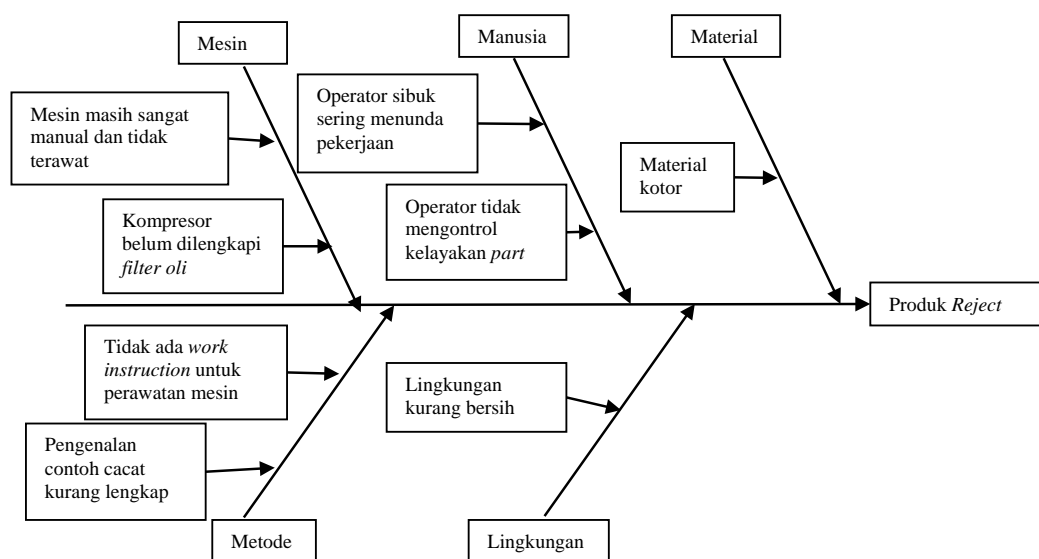 Mesin
Manusia
Material
Mesin masih sangat
manual dan tidak
terawat
Operator sibuk
sering menunda
pekerjaan
Material
kotor
Kompresor
belum dilengkapi
filter oli
Operator tidak
mengontrol
kelayakan part
Produk Reject
Tidak ada work
instruction untuk
perawatan mesin
Lingkungan
kurang bersih
Pengenalan
contoh cacat
kurang lengkap
Metode
Lingkungan